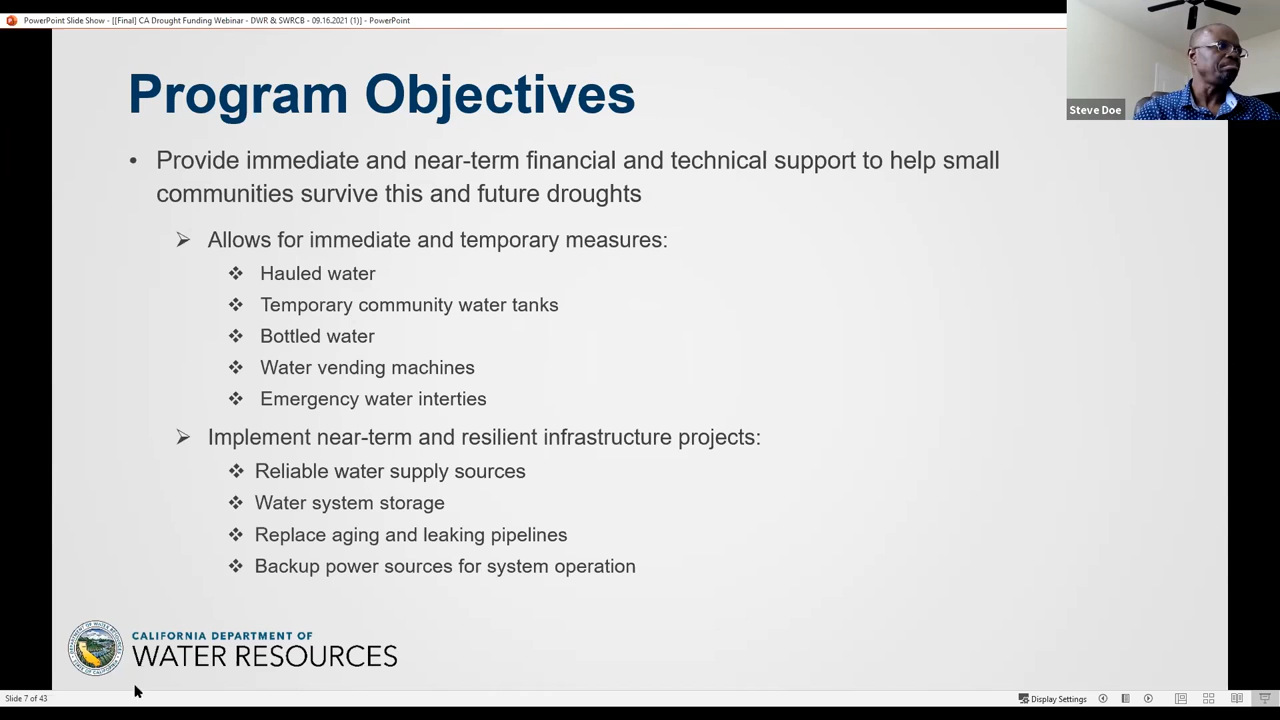 PowerPoint Slide Show - [[Final] CA Drought Funding Webinar - DWR & SWRCB - 09.16.2021 (1)] - PowerPoint
Steve Doe
Program Objectives
• Provide immediate and near-term financial and technical support to help small
communities survive this and future droughts
➢ Allows for immediate and temporary measures:
❖ Hauled water
❖ Temporary community water tanks
❖ Bottled water
❖ Water vending machines
❖ Emergency water interties
➢ Implement near-term and resilient infrastructure projects:
❖ Reliable water supply sources
❖ Water system storage
❖ Replace aging and leaking pipelines
❖ Backup power sources for system operation
CALIFORNIA DEPARTMENT OF
WATER RESOURCES
Slide 7 of 43
Display Settings